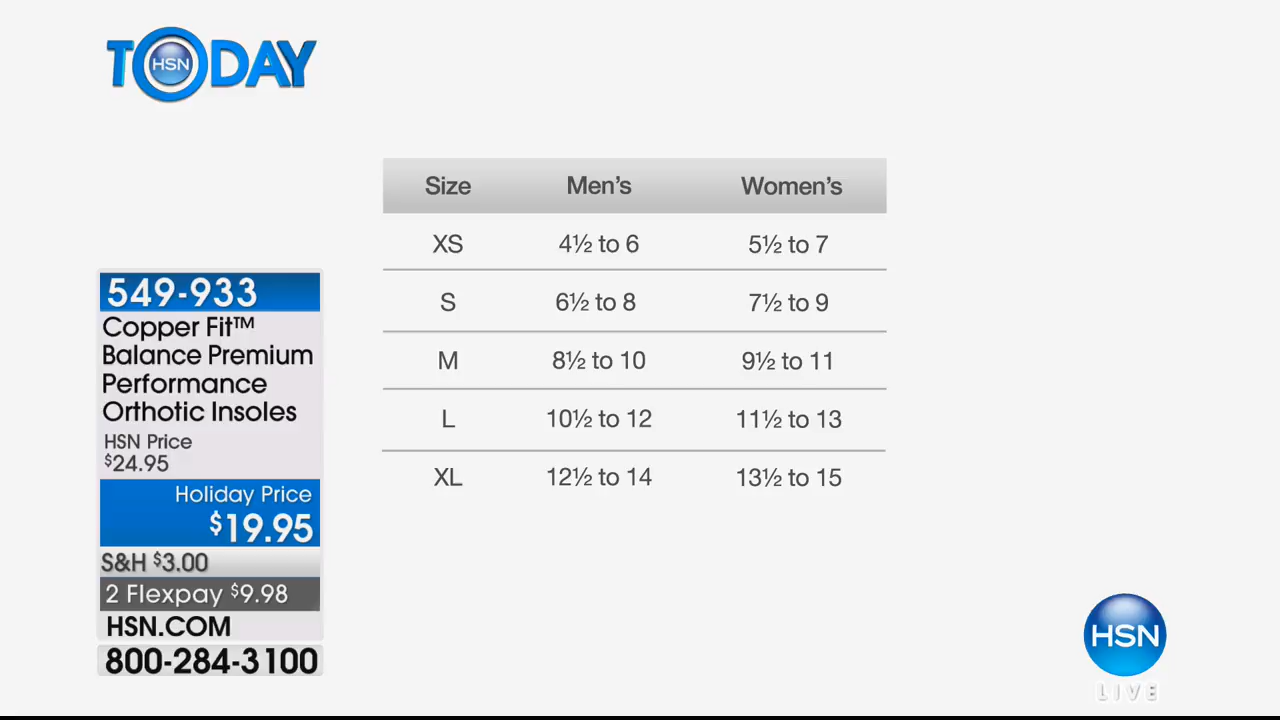 TODAY
HSN
Size Men's Women's
XS 4½ to 6 5½ to 7
S 6½ to 8 7½ to 9
M 8½ to 10 9½ to 11
L 10½ to 12 11½ to 13
XL 12½ to 14 13½ to 15
549-933
Copper Fit™
Balance Premium
Performance
Orthotic Insoles
HSN Price
$24.95
Holiday Price
$19.95
S&H $3.00
2 Flexpay $9.98
HSN.COM
800-284-3100
HSN
LIVE